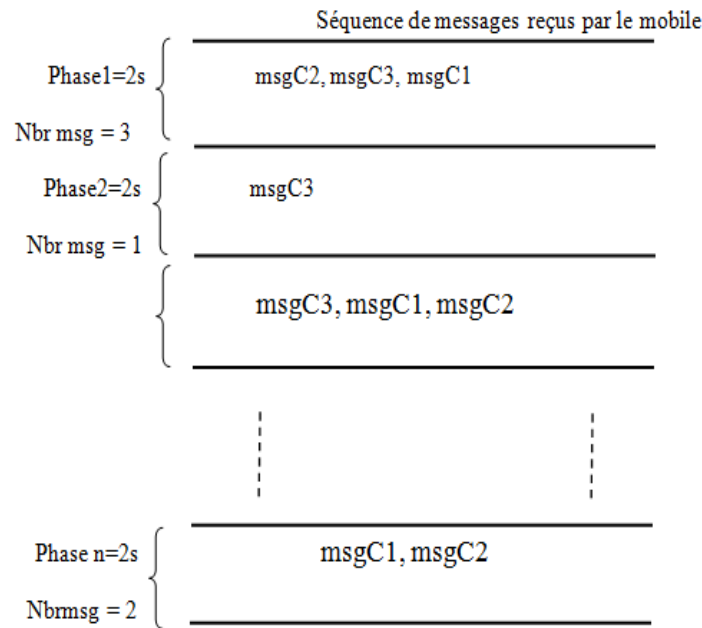 Séquence de messages reçus par le mobile
Phase1=2s
msgC2, msgC3, msgC1
Nbr msg = 3
Phase2=2s
msgC3
Nbr msg = 1
msgC3, msgC1, msgC2
Phase n=2s
msgC1, msgC2
Nbrmsg = 2